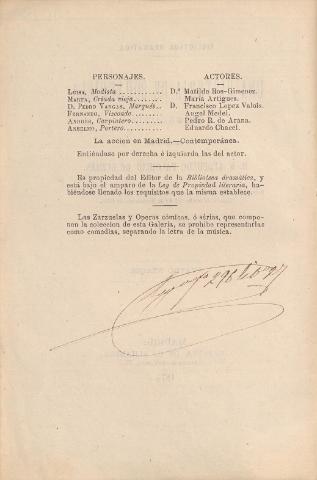 PERSONAJES. ACTORES.
LUISA, Modista ........... D.ª Matilde Ros-Gimenez.
MARTA, Criada vieja ....... María Artigues.
D. PEDRO VARGAS, Marqués.. D. Francisco Lopez Valois.
FERNANDO, Vizconde ....... Angel Medel.
ANDRÉS, Carpintero ........ Pedro R. de Arana.
AURELIO, Portero ........... Eduardo Chacel.
La accion en Madrid.—Contemporánea.
Entiéndase por derecha é izquierda las del actor.
Es propiedad del Editor de la Biblioteca dramática, y
está bajo el amparo de la Ley de Propiedad literaria, ha-
biéndose llenado los requisitos que la misma establece.
Las Zarzuelas y Operas cómicas, ó sérias, que compo-
nen la coleccion de esta Galería, se prohibe representarlas
como comedias, separando la letra de la música.